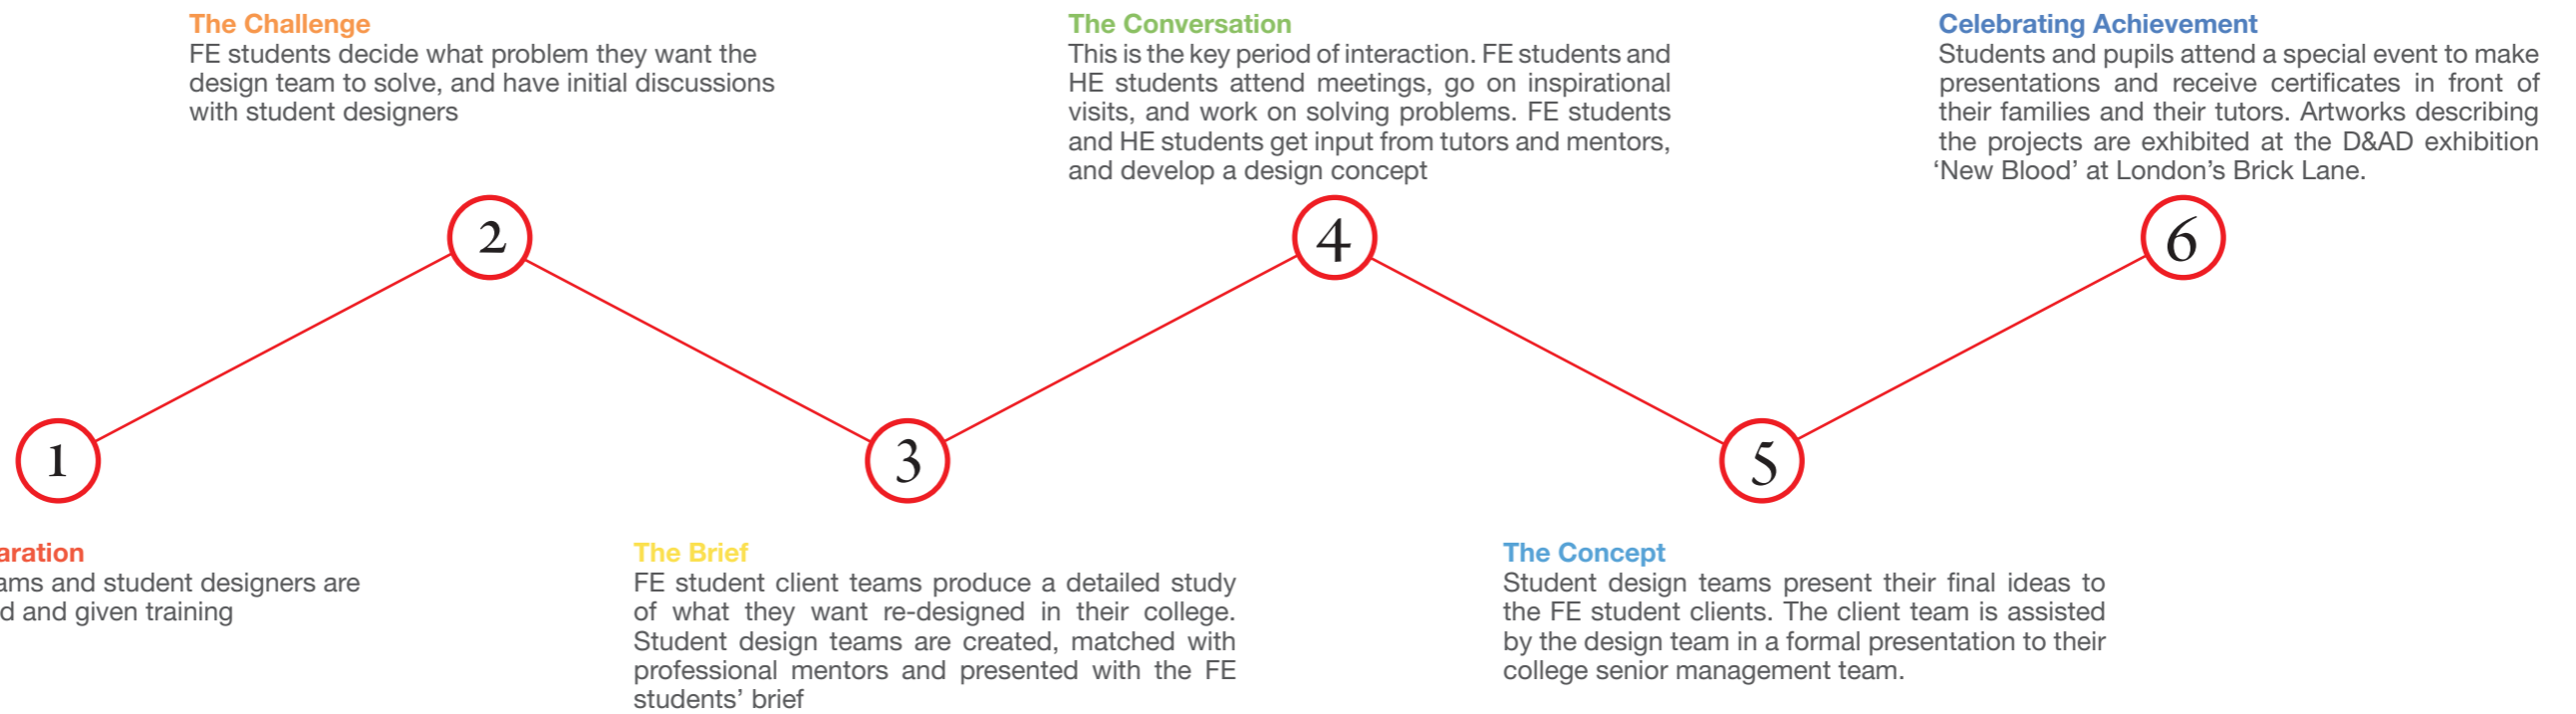 The Challenge
FE students decide what problem they want the
design team to solve, and have initial discussions
with student designers
The Conversation
This is the key period of interaction. FE students and
HE students attend meetings, go on inspirational
visits, and work on solving problems. FE students
and HE students get input from tutors and mentors,
and develop a design concept
Celebrating Achievement
Students and pupils attend a special event to make
presentations and receive certificates in front of
their families and their tutors. Artworks describing
the projects are exhibited at the D&AD exhibition
‘New Blood’ at London’s Brick Lane.
2
4
6
1
3
5
aration
ams and student designers are
d and given training
The Brief
FE student client teams produce a detailed study
of what they want re-designed in their college.
Student design teams are created, matched with
professional mentors and presented with the FE
students’ brief
The Concept
Student design teams present their final ideas to
the FE student clients. The client team is assisted
by the design team in a formal presentation to their
college senior management team.